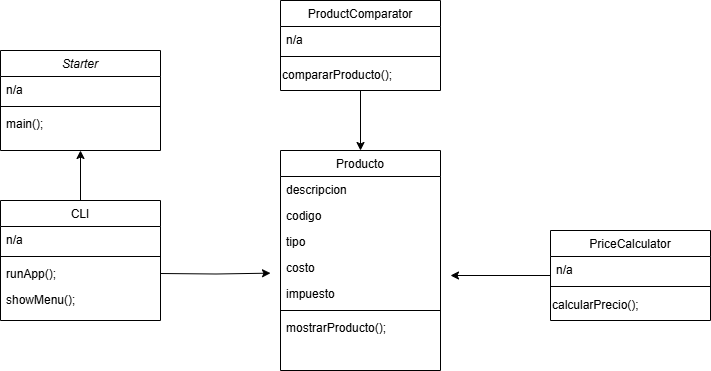 ProductComparator
n/a
compararProducto();
Starter
n/a
main();
CLI
n/a
runApp();
showMenu();
Producto
descripcion
codigo
tipo
costo
impuesto
mostrarProducto();
PriceCalculator
n/a
calcularPrecio();